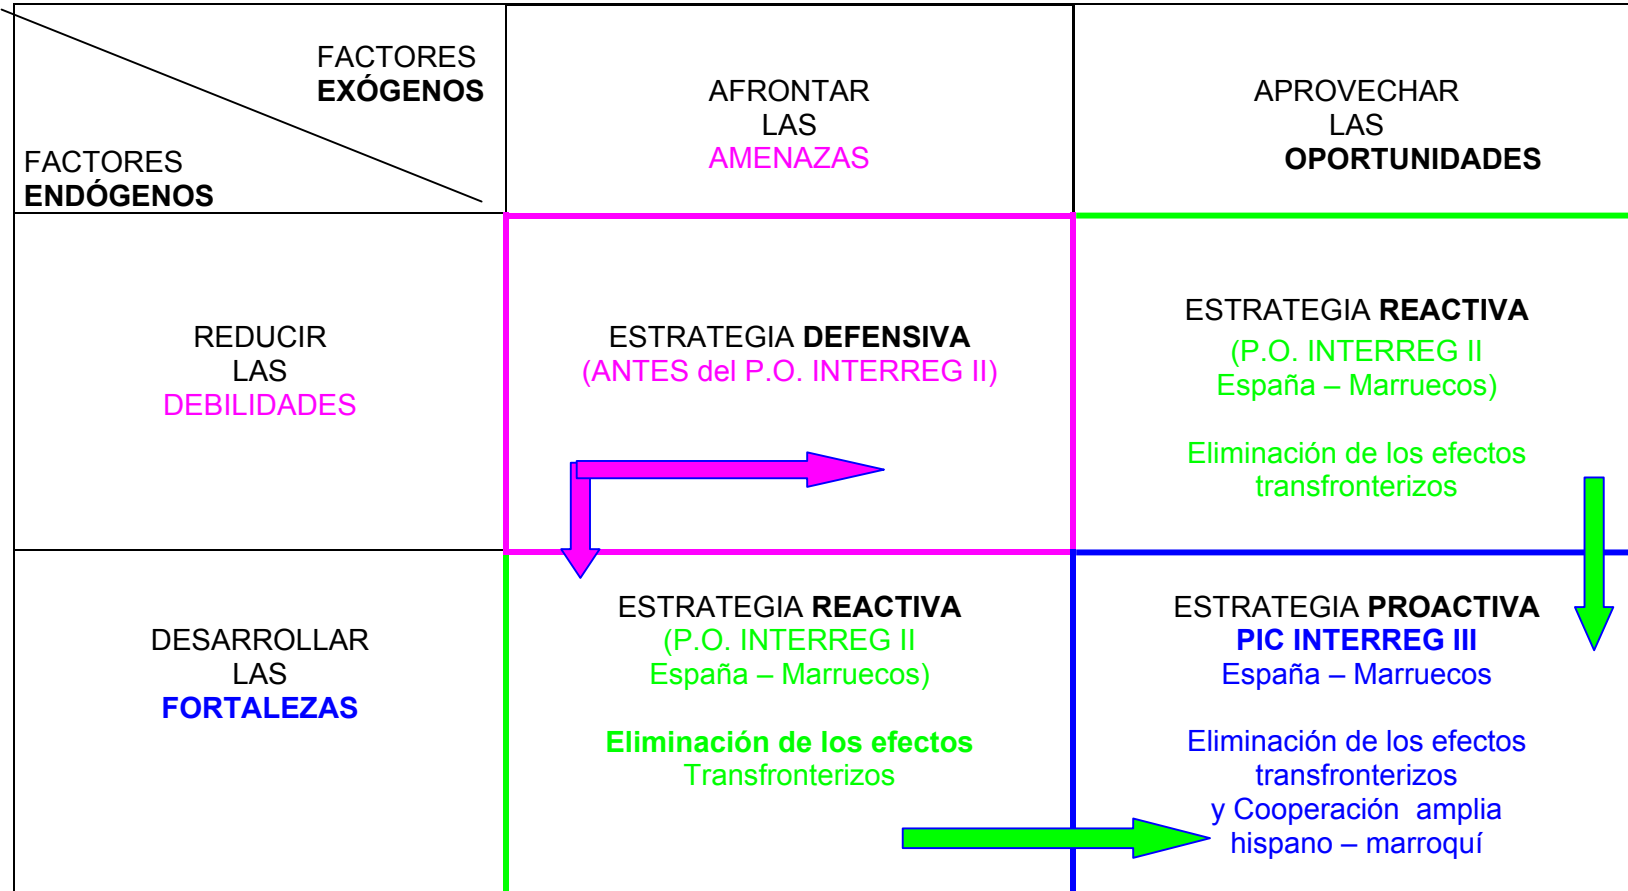 FACTORES
EXÓGENOS
FACTORES
ENDÓGENOS
AFRONTAR
LAS
AMENAZAS
APROVECHAR
LAS
OPORTUNIDADES
REDUCIR
LAS
DEBILIDADES
ESTRATEGIA DEFENSIVA
(ANTES del P.O. INTERREG II)
ESTRATEGIA REACTIVA
(P.O. INTERREG II
España – Marruecos)
Eliminación de los efectos
transfronterizos
DESARROLLAR
LAS
FORTALEZAS
ESTRATEGIA REACTIVA
(P.O. INTERREG II
España – Marruecos)
Eliminación de los efectos
Transfronterizos
ESTRATEGIA PROACTIVA
PIC INTERREG III
España – Marruecos
Eliminación de los efectos
transfronterizos
y Cooperación amplia
hispano – marroquí